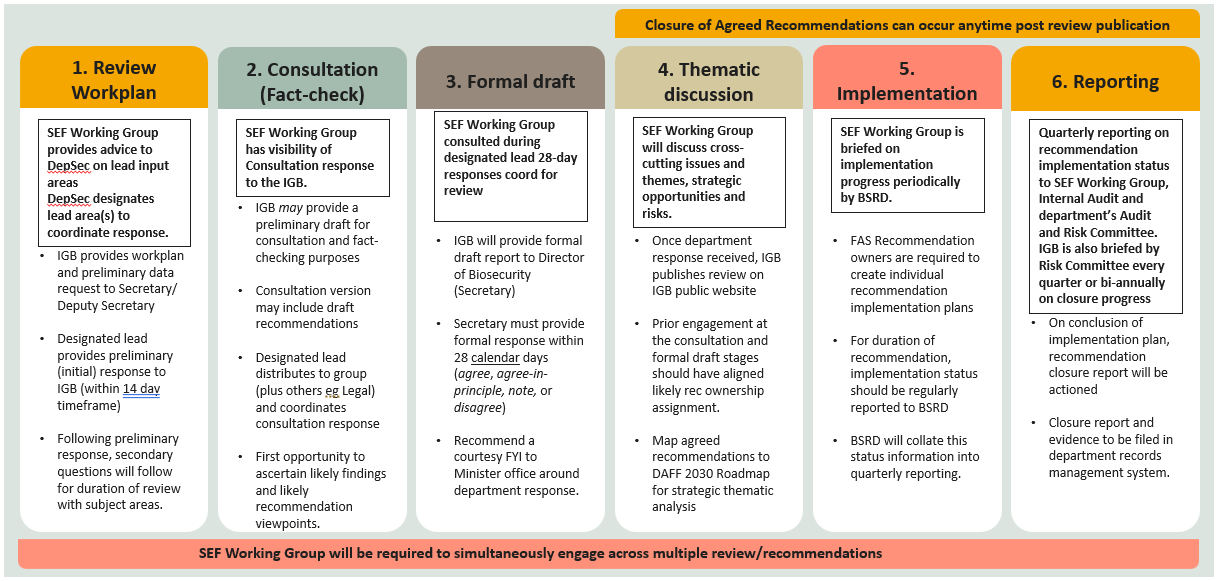 Closure of Agreed Recommendations can occur anytime post review publication
1. Review
Workplan
SEF Working Group
provides advice to
DepSec on lead input
areas
DepSec designates
lead area(s) to
coordinate response.
• IGB provides workplan
and preliminary data
request to Secretary/
Deputy Secretary
• Designated lead
provides preliminary
(initial) response to
IGB (within 14 day
timeframe)
• Following preliminary
response, secondary
questions will follow
for duration of review
with subject areas.
2. Consultation
(Fact-check)
SEF Working Group
has visibility of
Consultation response
to the IGB.
• IGB may provide a
preliminary draft for
consultation and fact-
checking purposes
• Consultation version
may include draft
recommendations
• Designated lead
distributes to group
(plus others eg Legal)
and coordinates
consultation response
• First opportunity to
ascertain likely findings
and likely
recommendation
viewpoints.
3. Formal draft
SEF Working Group
consulted during
designated lead 28-day
responses coord for
review
• IGB will provide formal
draft report to Director
of Biosecurity
(Secretary)
• Secretary must provide
formal response within
28 calendar days
(agree, agree-in-
principle, note, or
disagree)
• Recommend a
courtesy FYI to
Minister office around
department response.
4. Thematic
discussion
SEF Working Group
will discuss cross-
cutting issues and
themes, strategic
opportunities and
risks.
• Once department
response received, IGB
publishes review on
IGB public website
• Prior engagement at
the consultation and
formal draft stages
should have aligned
likely rec ownership
assignment.
• Map agreed
recommendations to
DAFF 2030 Roadmap
for strategic thematic
analysis
5.
Implementation
SEF Working Group is
briefed on
implementation
progress periodically
by BSRD.
• FAS Recommendation
owners are required to
create individual
recommendation
implementation plans
• For duration of
recommendation,
implementation status
should be regularly
reported to BSRD
• BSRD will collate this
status information into
quarterly reporting.
6. Reporting
Quarterly reporting on
recommendation
implementation status
to SEF Working Group,
Internal Audit and
department's Audit
and Risk Committee.
IGB is also briefed by
Risk Committee every
quarter or bi-annually
on closure progress
• On conclusion of
implementation plan,
recommendation
closure report will be
actioned
• Closure report and
evidence to be filed in
department records
management system.
SEF Working Group will be required to simultaneously engage across multiple review/recommendations